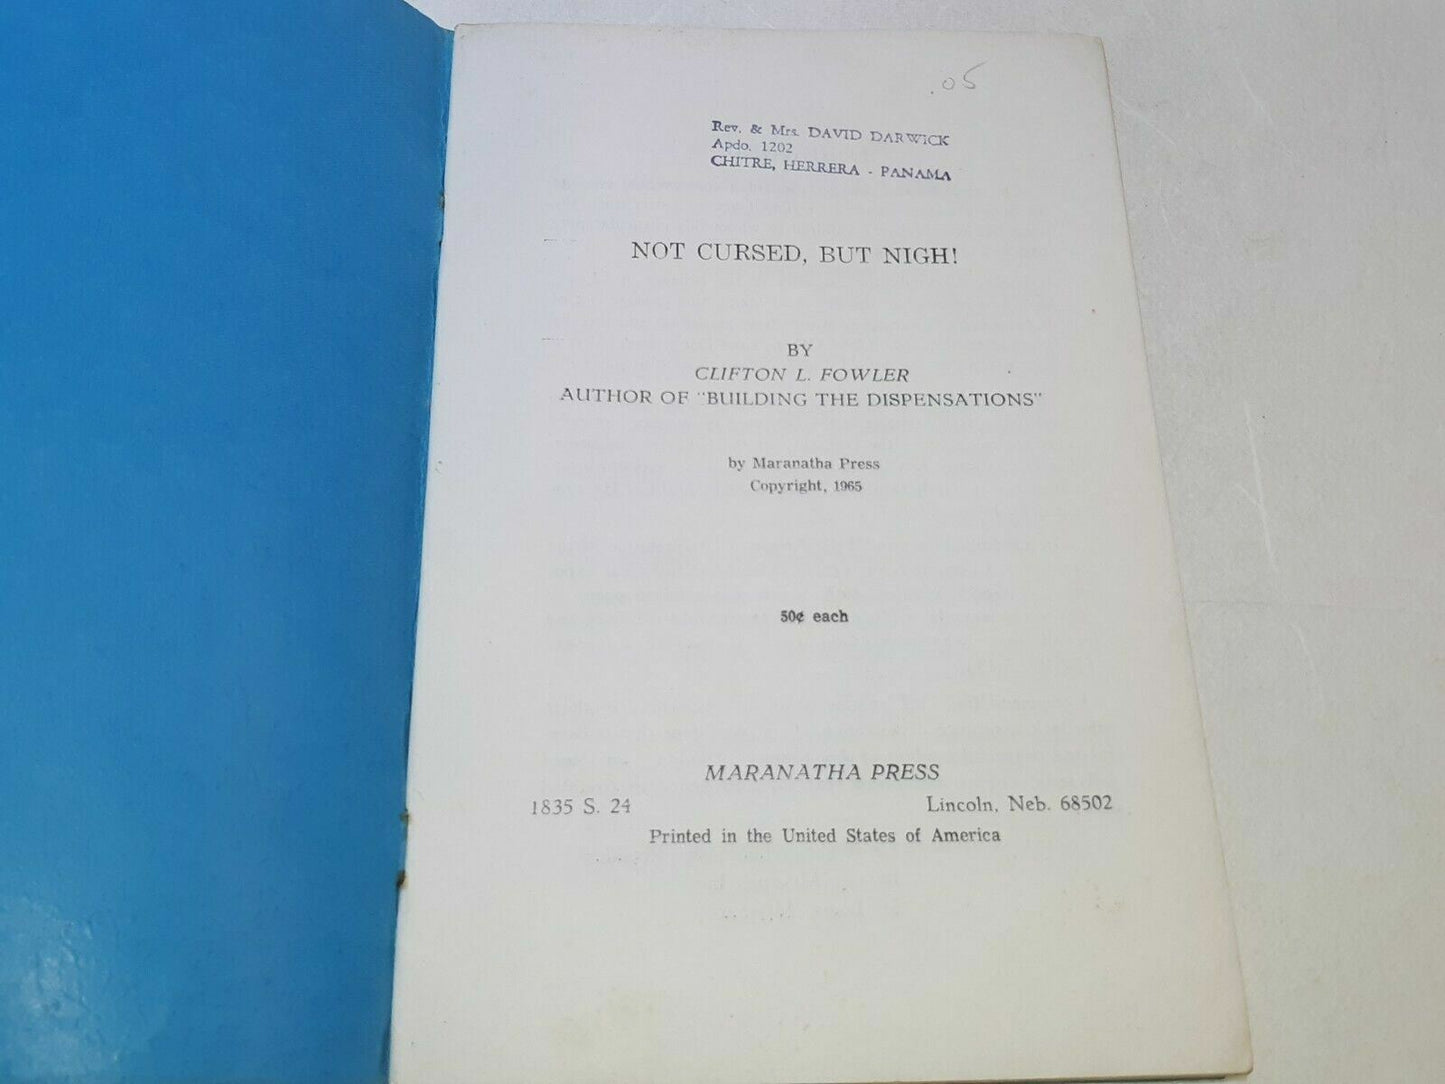 .05
Rev. & Mrs. DAVID DARWICK
Apdo. 1202
CHITRE, HERRERA - PANAMA
NOT CURSED, BUT NIGH!
BY
CLIFTON L. FOWLER
AUTHOR OF "BUILDING THE DISPENSATIONS"
by Maranatha Press
Copyright, 1965
50¢ each
MARANATHA PRESS
1835 S. 24 Lincoln, Neb. 68502
Printed in the United States of America